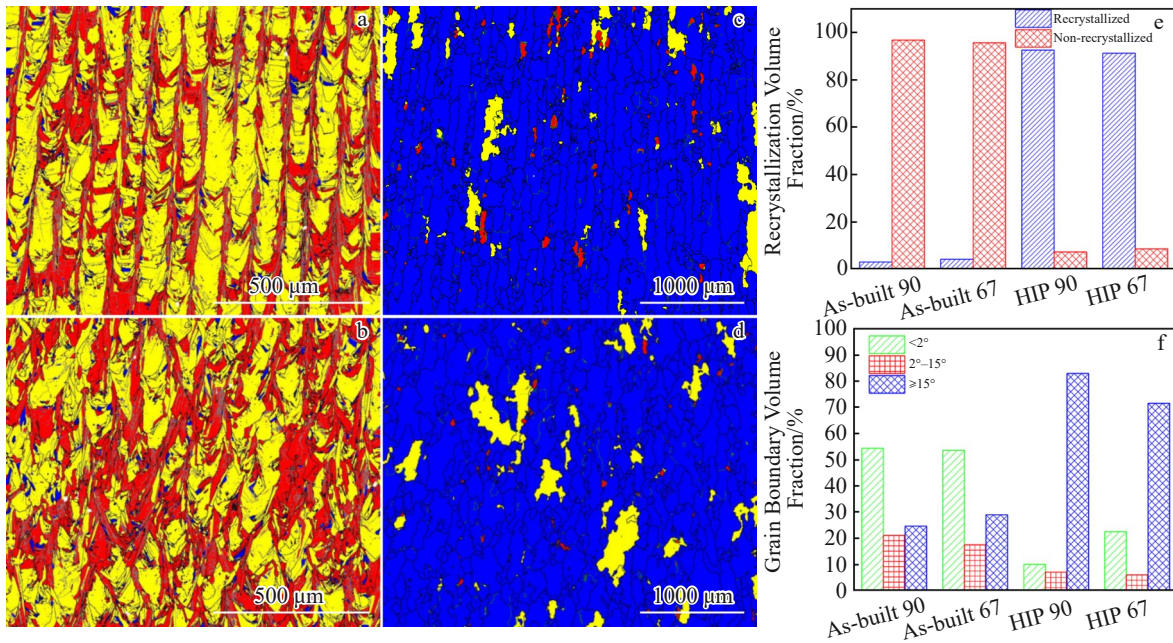 a
500 μm
c
1000 μm
b
500 μm
d
1000 μm
Recrystallization Volume
Fraction/%
100
80
60
40
20
0
Recrystallized
Non-recrystallized
e
As-built 90
As-built 67
HIP 90
HIP 67
Grain Boundary Volume
Fraction/%
100
90
80
70
60
50
40
30
20
10
0
<2°
2°–15°
≥15°
f
As-built 90
As-built 67
HIP 90
HIP 67